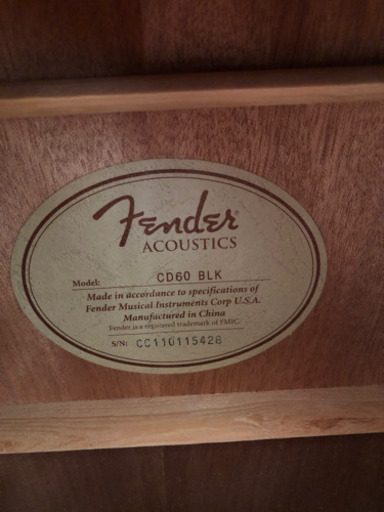 Fender
ACOUSTICS
Model: CD60 BLK
Made in accordance to specifications of
Fender Musical Instruments Corp U.S.A.
Manufactured in China
Fender is a registered trademark of FMIC.
S/N: CC110115428